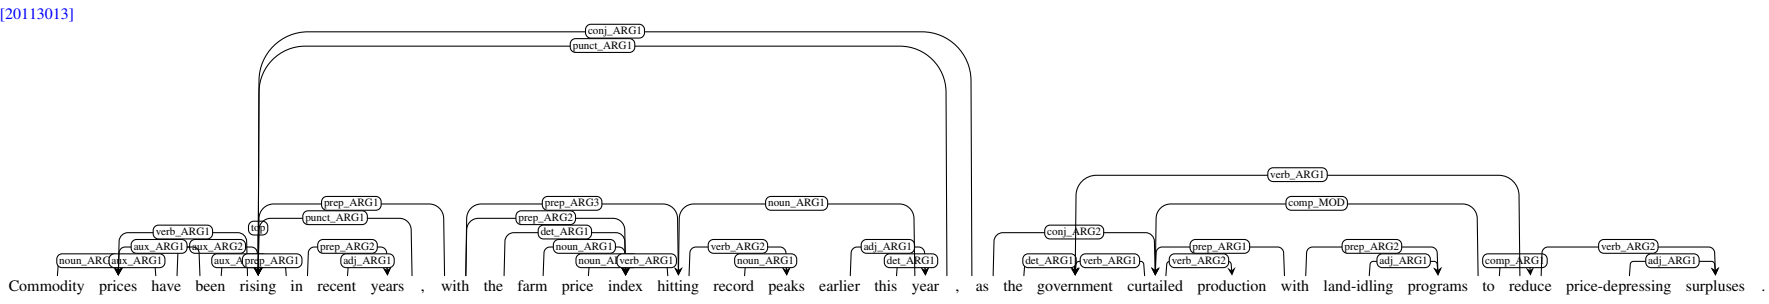 [20113013]
conj_ARG1
punct_ARG1
verb_ARG1
prep_ARG1 prep_ARG3 noun_ARG1 comp_MOD
punct_ARG1 prep_ARG2
top
verb_ARG1 det_ARG1 conj_ARG2
aux_ARG1 aux_ARG2 prep_ARG2 noun_ARG1 verb_ARG2 adj_ARG1 prep_ARG1 prep_ARG2 verb_ARG2
aux_ARG1 prep_ARG1 adj_ARG1 verb_ARG1 noun_ARG1 det_ARG1 det_ARG1 verb_ARG1 verb_ARG2 adj_ARG1 comp_ARG1 adj_ARG1
Commodity prices have been rising in recent years , with the farm price index hitting record peaks earlier this year , as the government curtailed production with land-idling programs to reduce price-depressing surpluses .